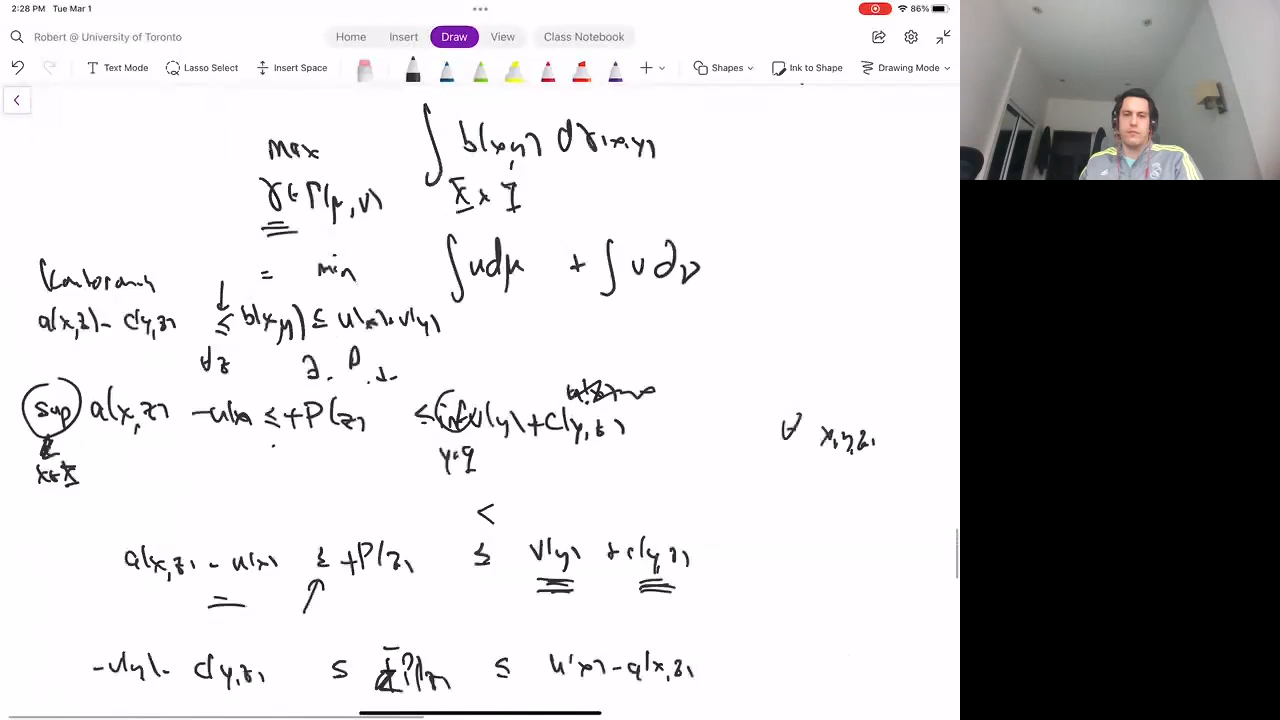 2:28 PM Tue Mar 1
86%
Robert @ University of Toronto
Home Insert Draw View Class Notebook
Text Mode Lasso Select Insert Space Shapes Ink to Shape Drawing Mode
max ∫ b(x,y) dγ(x,y)
γ∈Γ(μ,ν) X × Y
= min ∫ u dμ + ∫ v dν
a(x,z) - c(y,z) ≤ b(x,y) ≤ u(x)+v(y)
∀z ∃ P
sup a(x,z) - u(x) ≤ +P(z) ≤ inf v(y) + c(y,z) ∀ x,y,z,
x∈X y∈Y
<
a(x,z) - u(x) ≤ +P(z) ≤ v(y) + c(y,z)
-v(y) - c(y,z) ≤ P(z) ≤ u(x) - a(x,z)